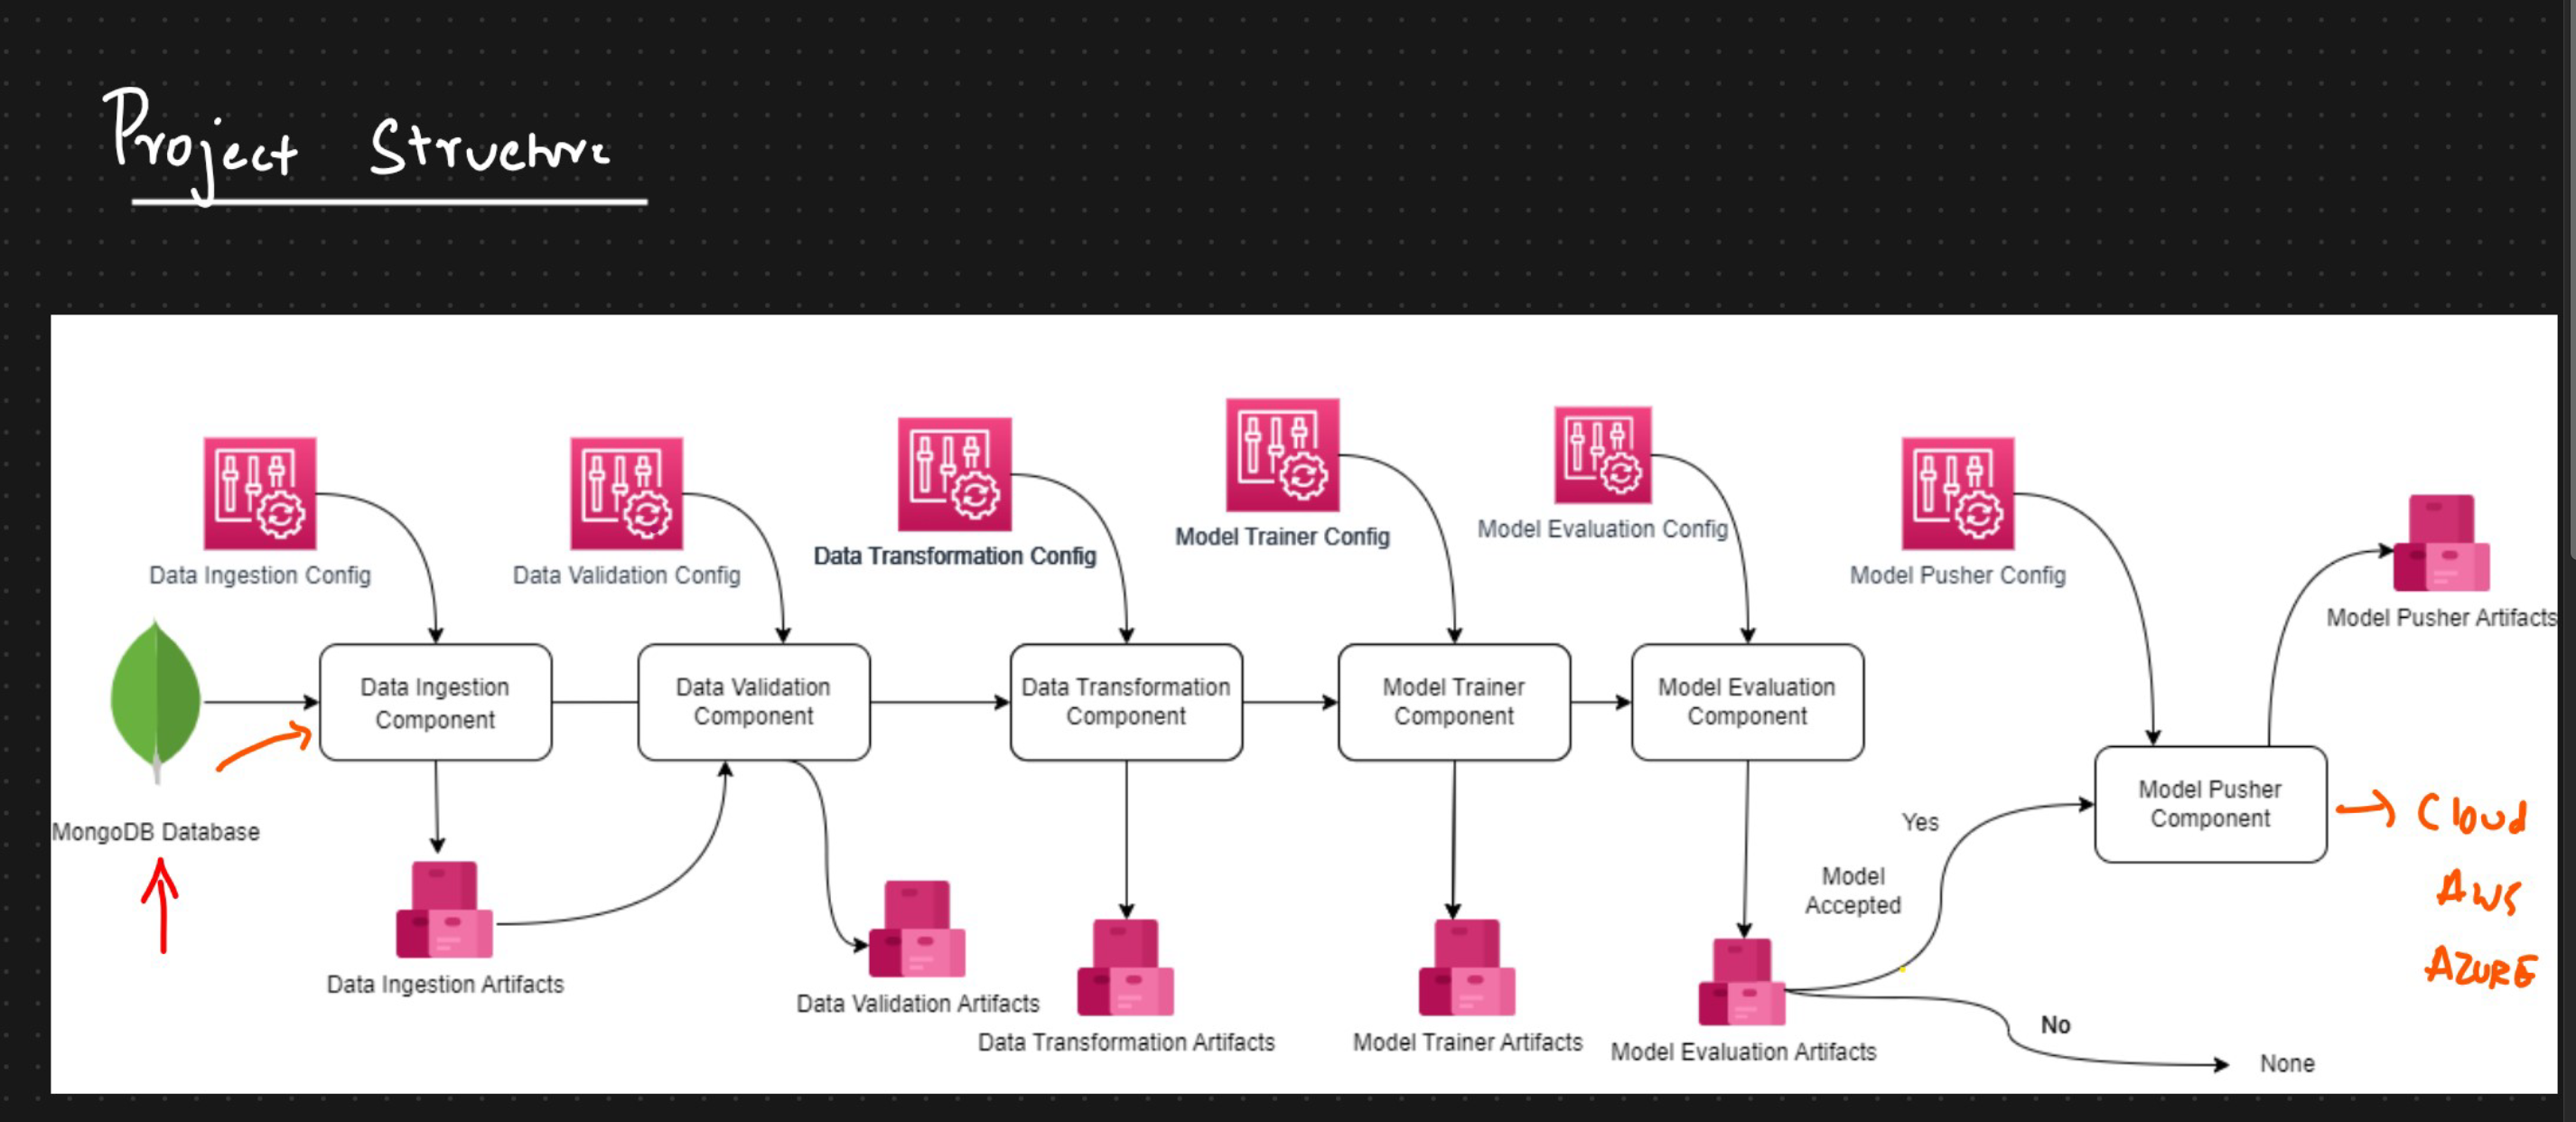 Project Structure
Data Ingestion Config
Data Validation Config
Data Transformation Config
Model Trainer Config
Model Evaluation Config
Model Pusher Config
Model Pusher Artifacts
MongoDB Database
Data Ingestion
Component
Data Validation
Component
Data Transformation
Component
Model Trainer
Component
Model Evaluation
Component
Model Pusher
Component
Cloud
AWS
AZURE
Yes
Model
Accepted
No
None
Data Ingestion Artifacts
Data Validation Artifacts
Data Transformation Artifacts
Model Trainer Artifacts
Model Evaluation Artifacts